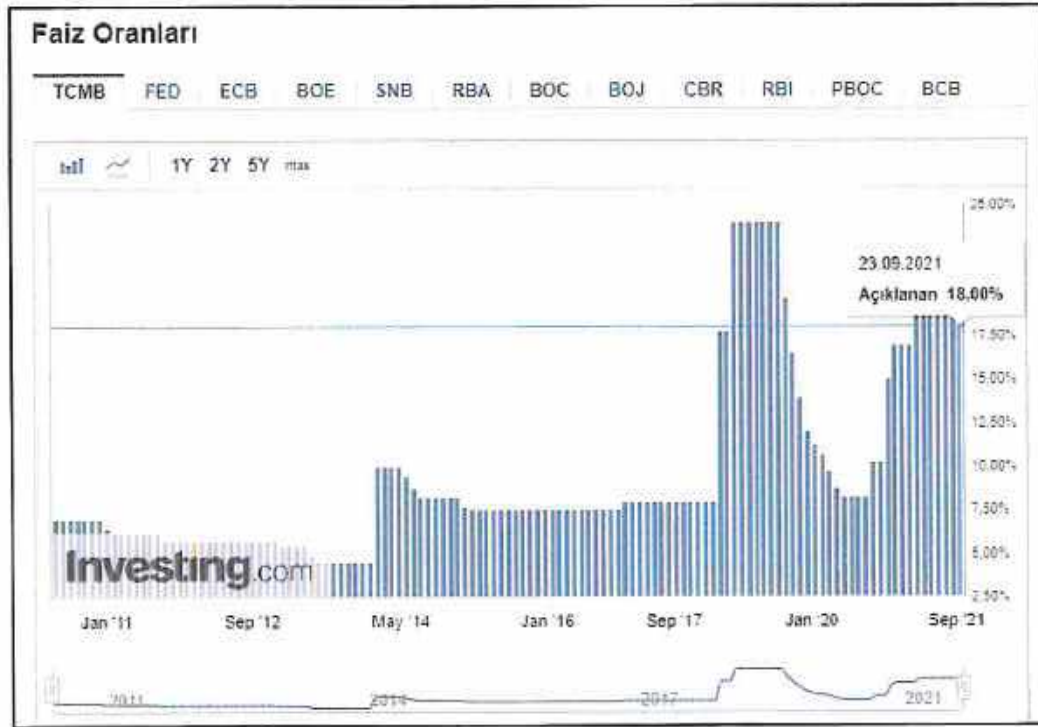 Faiz Oranları
TCMB FED ECB BOE SNB RBA BOC BOJ CBR RBI PBOC BCB
1Y 2Y 5Y max
25,00%
23.09.2021
Açıklanan 18,00%
17,50%
15,00%
12,50%
10,00%
7,50%
5,00%
2,50%
Investing.com
Jan '11 Sep '12 May '14 Jan '16 Sep '17 Jan '20 Sep '21
2011 2014 2017 2021